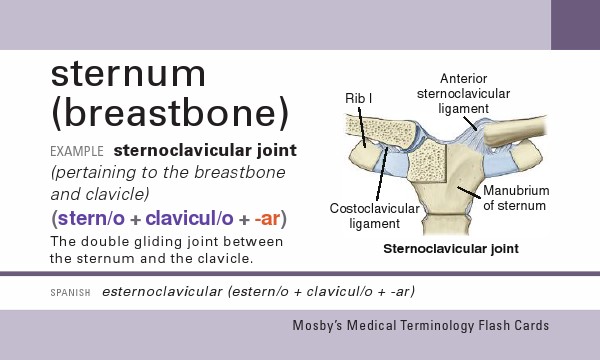 sternum
(breastbone)
EXAMPLE sternoclavicular joint
(pertaining to the breastbone
and clavicle)
(stern/o + clavicul/o + -ar)
The double gliding joint between
the sternum and the clavicle.
Rib I
Anterior
sternoclavicular
ligament
Costoclavicular
ligament
Manubrium
of sternum
Sternoclavicular joint
SPANISH esternoclavicular (estern/o + clavicul/o + -ar)
Mosby's Medical Terminology Flash Cards